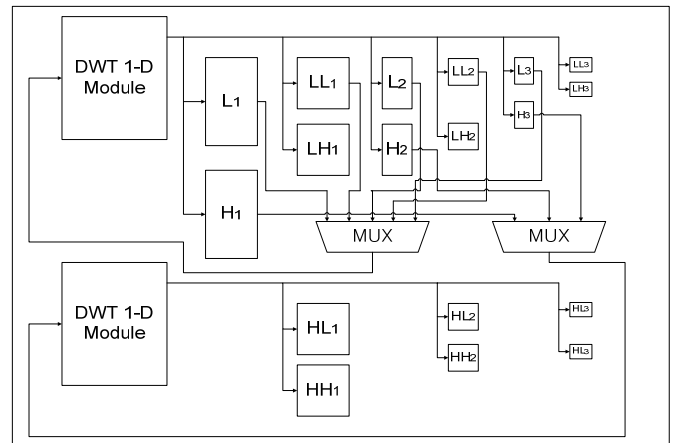 DWT 1-D
Module
L1
H1
LL1
LH1
L2
H2
LL2
LH2
L3
H3
LL3
LH3
MUX
MUX
DWT 1-D
Module
HL1
HH1
HL2
HH2
HL3
HL3